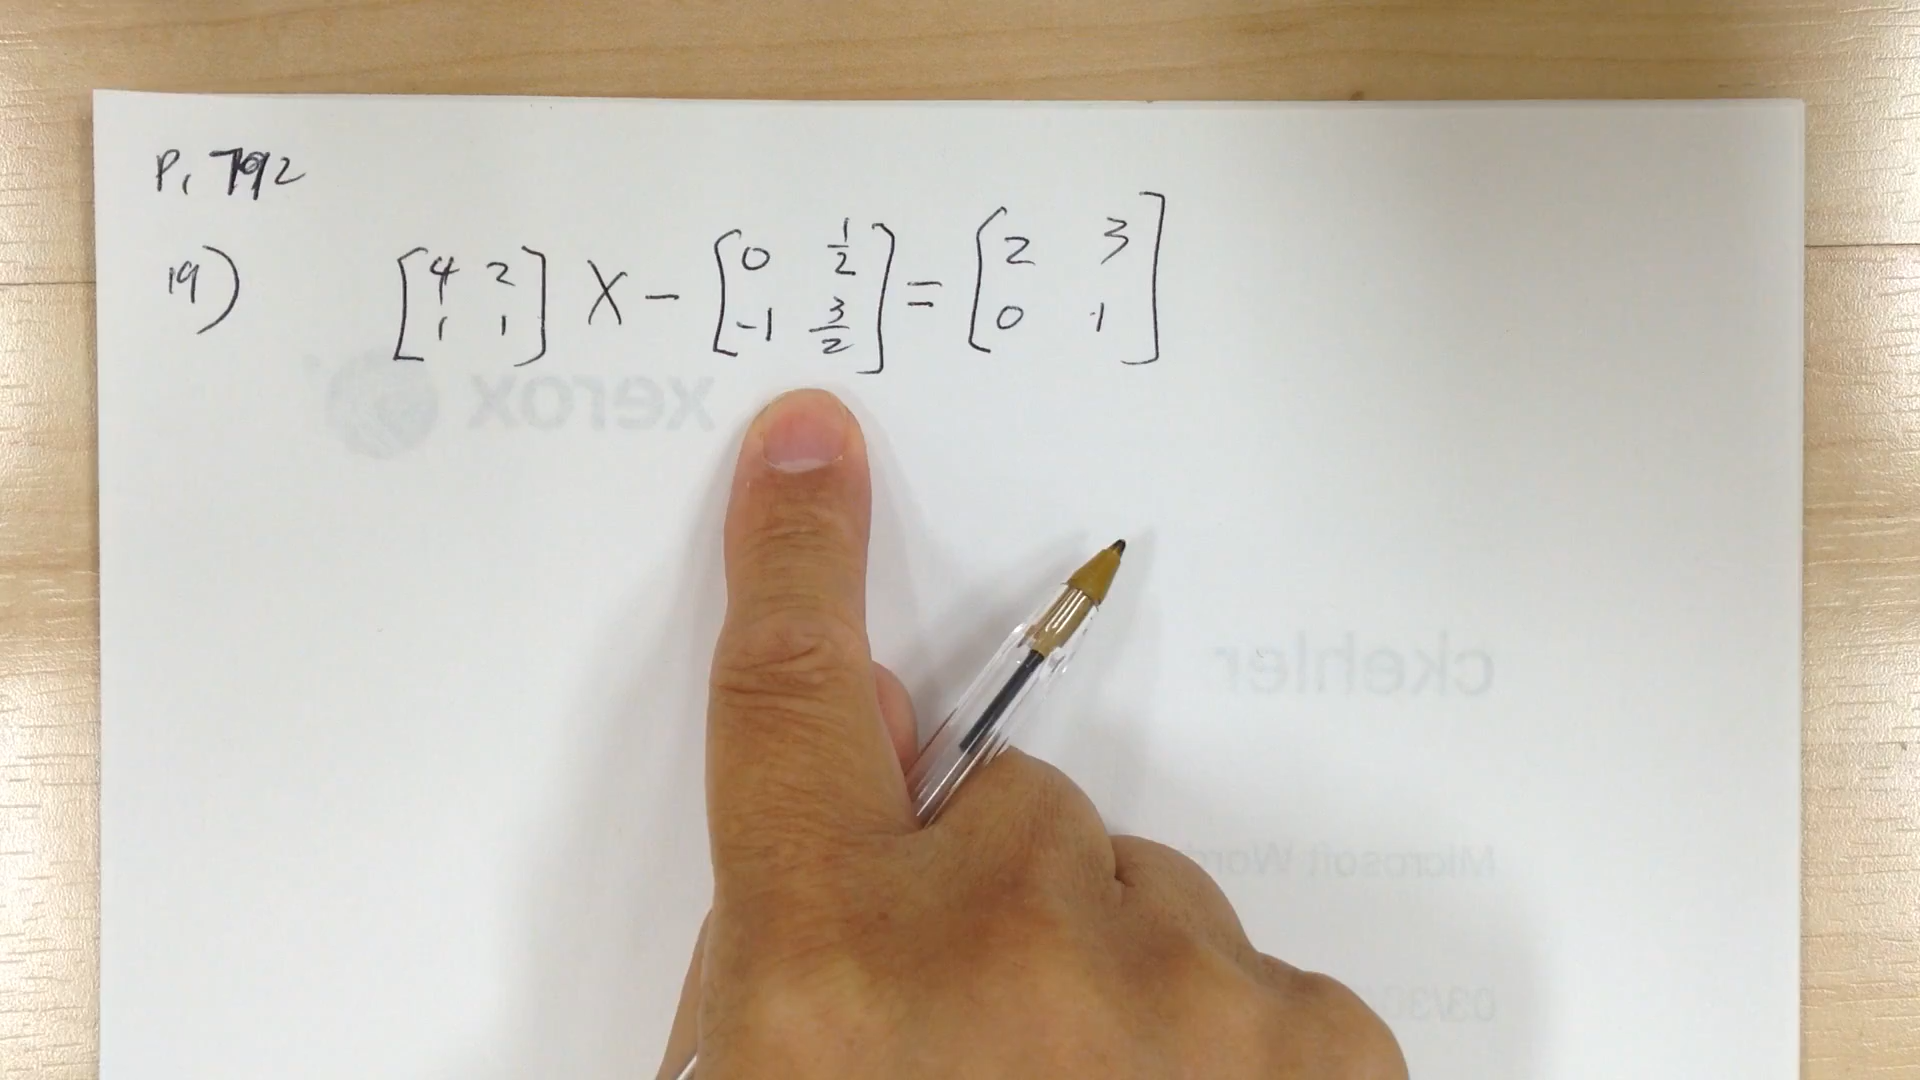 P. 792
19) [4 2; 1 1] X − [0 1/2; -1 3/2] = [2 3; 0 1]
xerox
ckehler
Microsoft Word